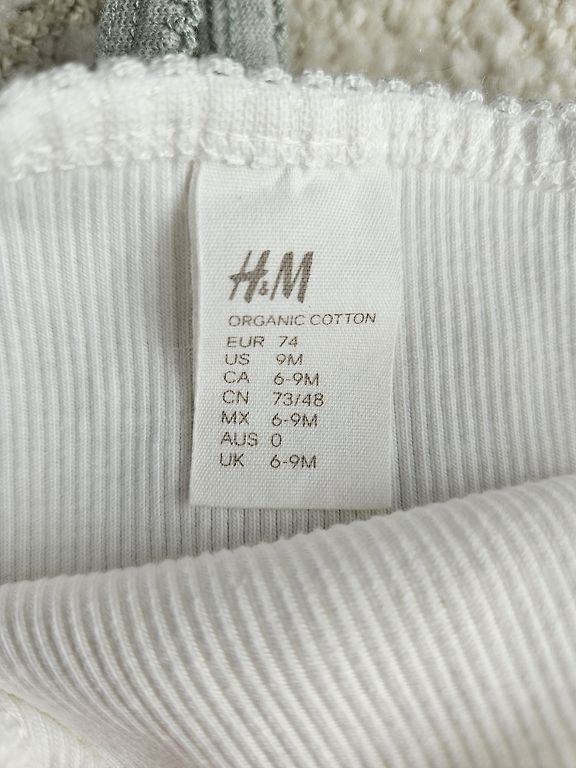 H&M
ORGANIC COTTON
EUR 74
US 9M
CA 6-9M
CN 73/48
MX 6-9M
AUS 0
UK 6-9M